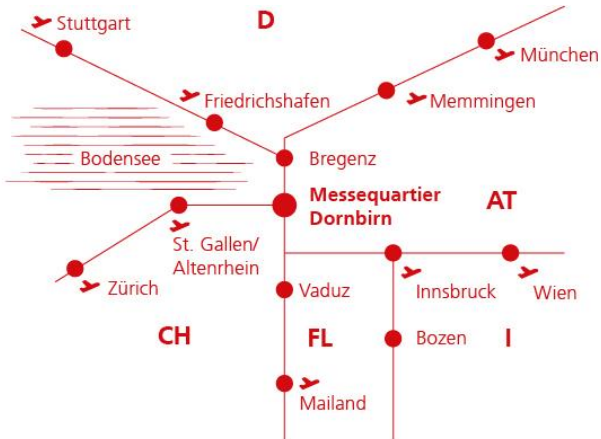 Stuttgart
D
München
Friedrichshafen
Memmingen
Bodensee
Bregenz
Messequartier
Dornbirn
AT
St. Gallen/
Altenrhein
Zürich
Vaduz
Innsbruck
Wien
CH
FL
Bozen
I
Mailand